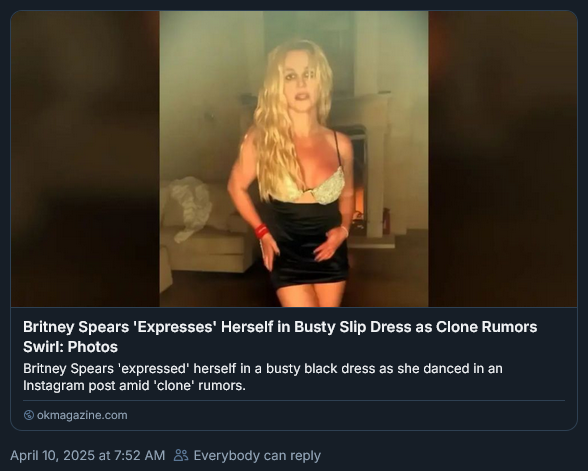 Britney Spears 'Expresses' Herself in Busty Slip Dress as Clone Rumors
Swirl: Photos
Britney Spears 'expressed' herself in a busty black dress as she danced in an
Instagram post amid 'clone' rumors.
okmagazine.com
April 10, 2025 at 7:52 AM Everybody can reply